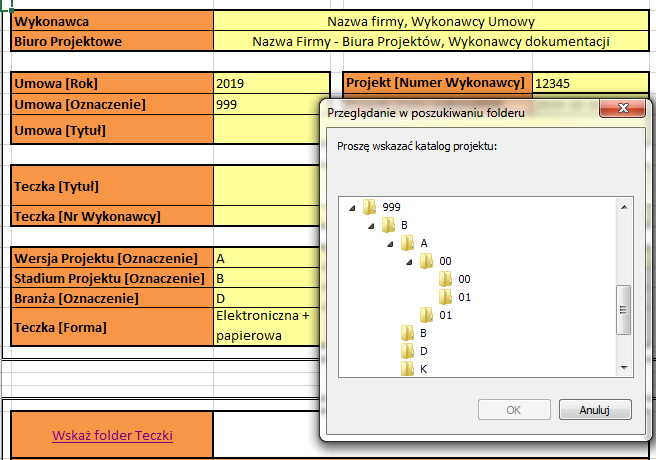 Wykonawca Nazwa firmy, Wykonawcy Umowy
Biuro Projektowe Nazwa Firmy - Biura Projektów, Wykonawcy dokumentacji
Umowa [Rok] 2019 Projekt [Numer Wykonawcy] 12345
Umowa [Oznaczenie] 999
Umowa [Tytuł]
Teczka [Tytuł]
Teczka [Nr Wykonawcy]
Wersja Projektu [Oznaczenie] A
Stadium Projektu [Oznaczenie] B
Branża [Oznaczenie] D
Teczka [Forma] Elektroniczna +
papierowa
Wskaż folder Teczki
Przeglądanie w poszukiwaniu folderu
Proszę wskazać katalog projektu:
999
B
A
00
00
01
01
B
D
K
OK Anuluj